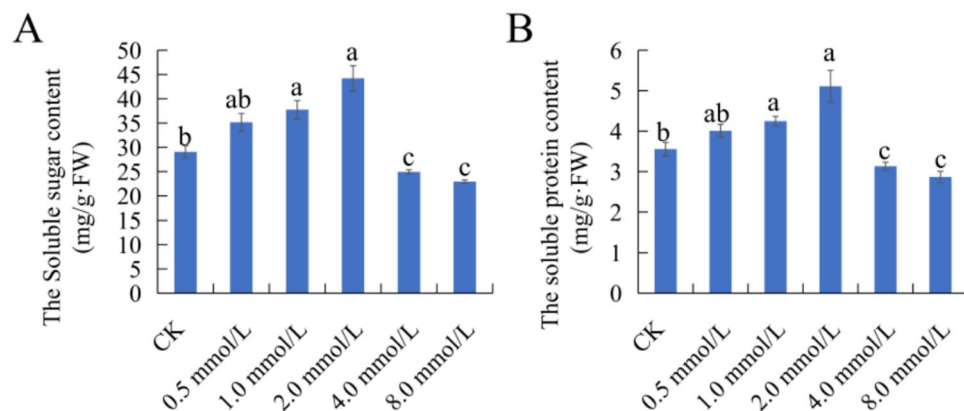 A
The Soluble sugar content
(mg/g·FW)
50
45
40
35
30
25
20
15
10
5
0
b
ab
a
a
c
c
CK
0.5 mmol/L
1.0 mmol/L
2.0 mmol/L
4.0 mmol/L
8.0 mmol/L
B
The soluble protein content
(mg/g·FW)
6
5
4
3
2
1
0
b
ab
a
a
c
c
CK
0.5 mmol/L
1.0 mmol/L
2.0 mmol/L
4.0 mmol/L
8.0 mmol/L